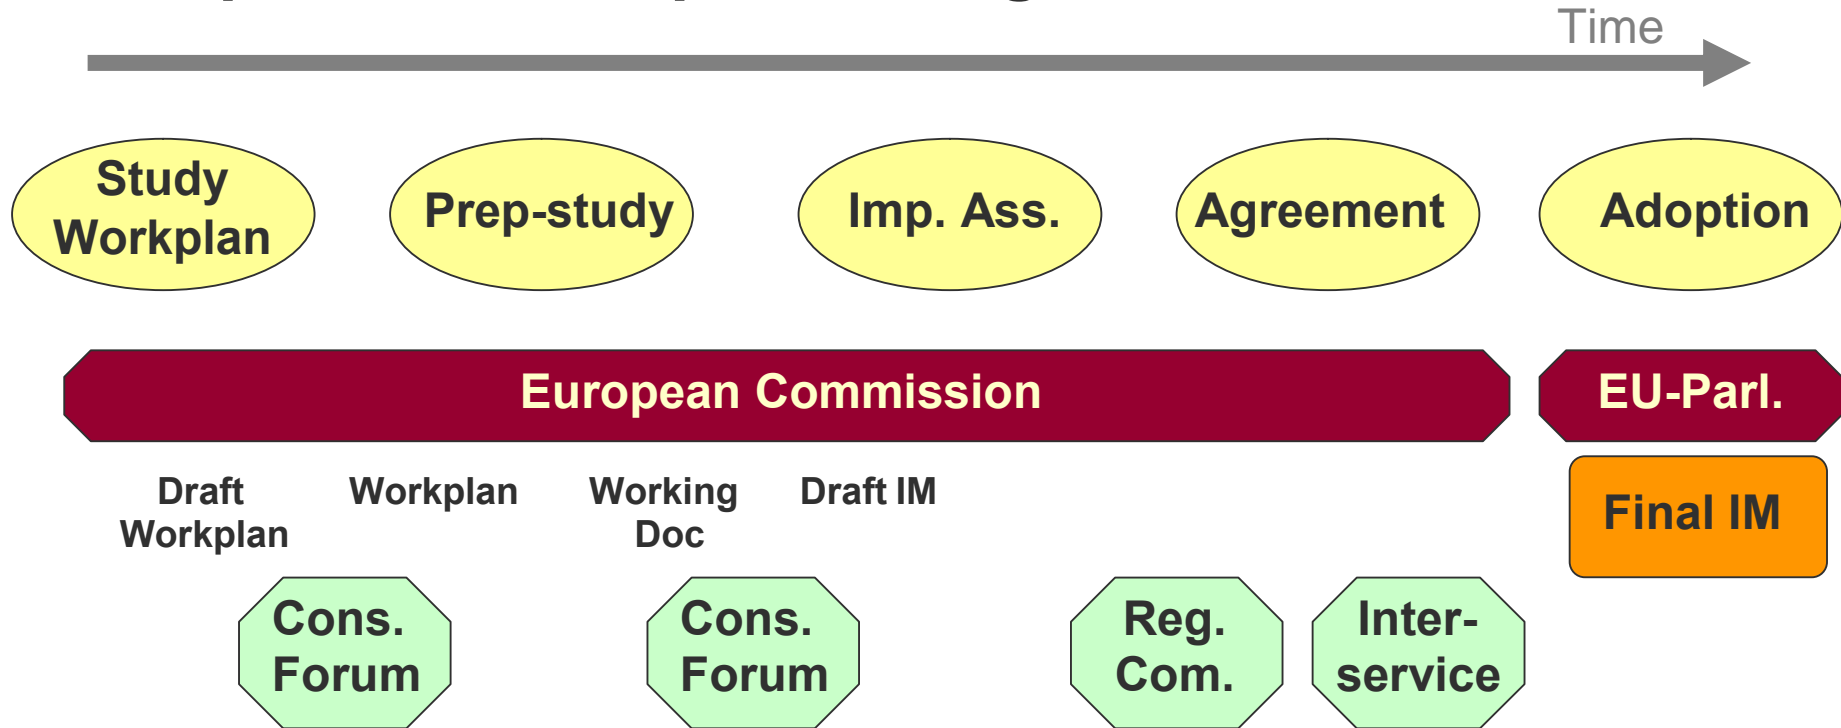 Time
Study
Workplan
Prep-study
Imp. Ass.
Agreement
Adoption
European Commission
EU-Parl.
Draft
Workplan
Workplan
Working
Doc
Draft IM
Final IM
Cons.
Forum
Cons.
Forum
Reg.
Com.
Inter-
service